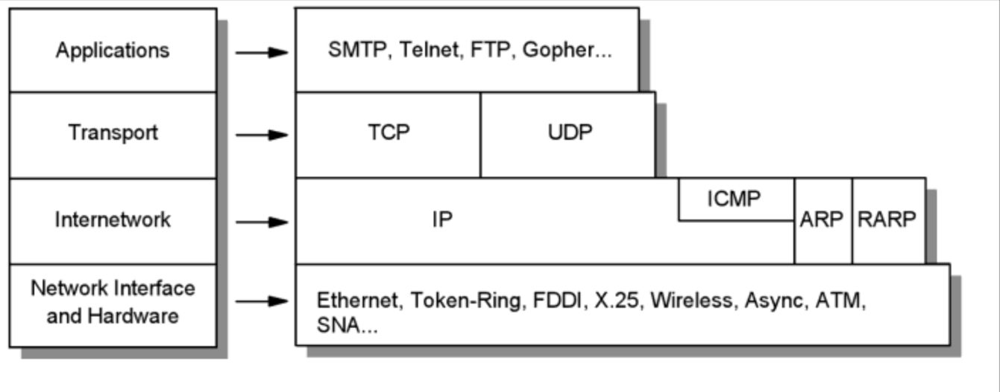 Applications
SMTP, Telnet, FTP, Gopher...
Transport
TCP
UDP
Internetwork
IP
ICMP
ARP
RARP
Network Interface
and Hardware
Ethernet, Token-Ring, FDDI, X.25, Wireless, Async, ATM,
SNA...